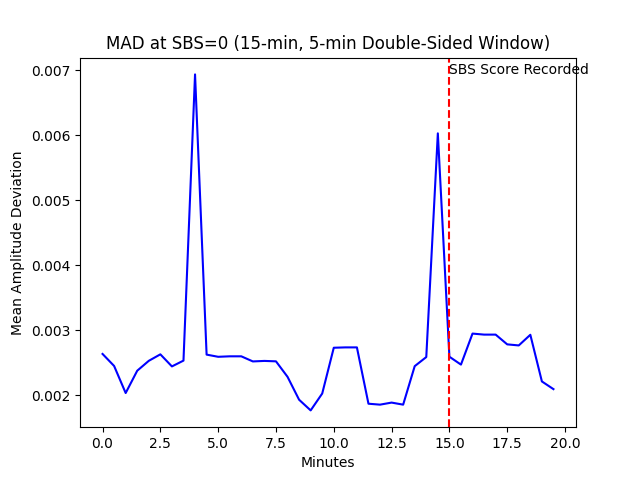 MAD at SBS=0 (15-min, 5-min Double-Sided Window)
SBS Score Recorded
Mean Amplitude Deviation
0.007
0.006
0.005
0.004
0.003
0.002
0.0 2.5 5.0 7.5 10.0 12.5 15.0 17.5 20.0
Minutes